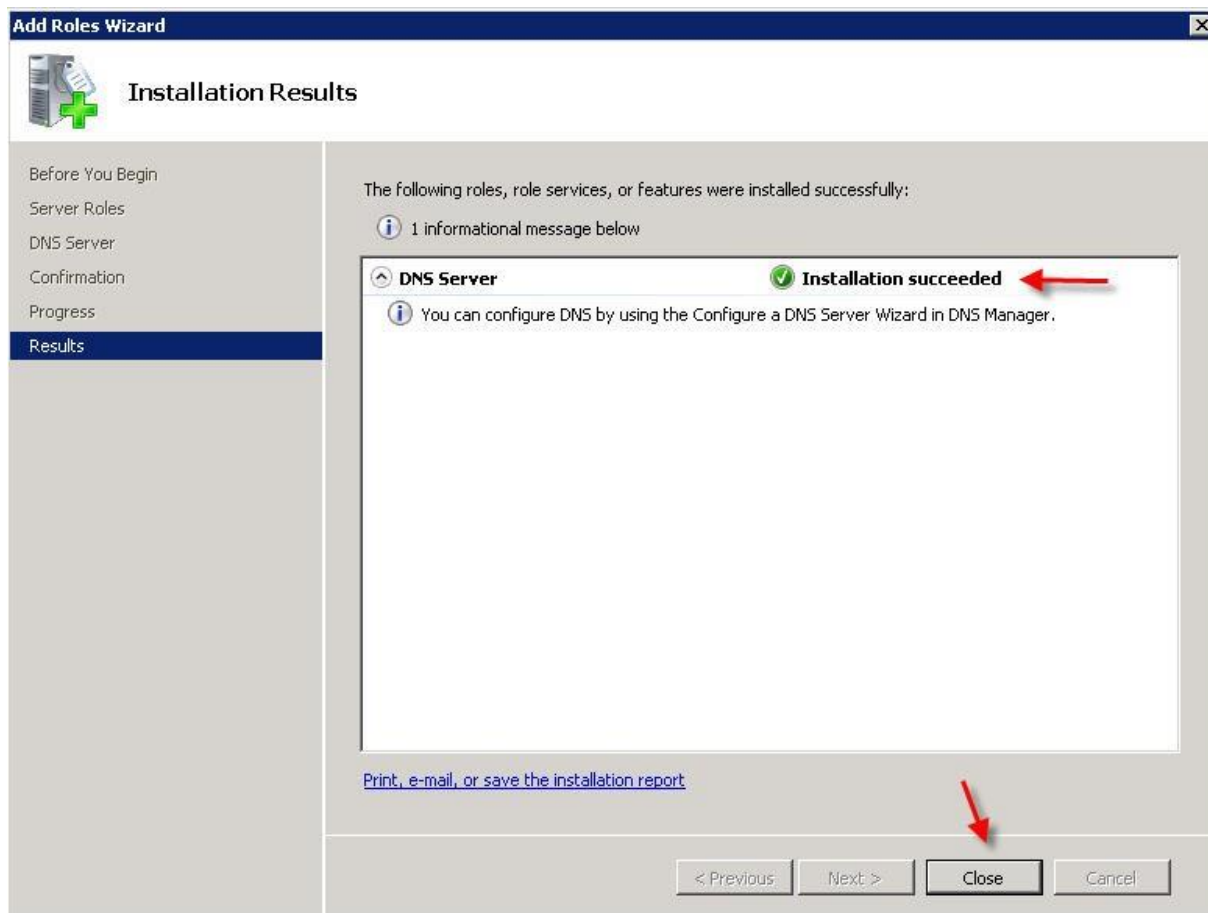 Add Roles Wizard
Installation Results
Before You Begin
Server Roles
DNS Server
Confirmation
Progress
Results
The following roles, role services, or features were installed successfully:
1 informational message below
DNS Server Installation succeeded
You can configure DNS by using the Configure a DNS Server Wizard in DNS Manager.
Print, e-mail, or save the installation report
< Previous Next > Close Cancel